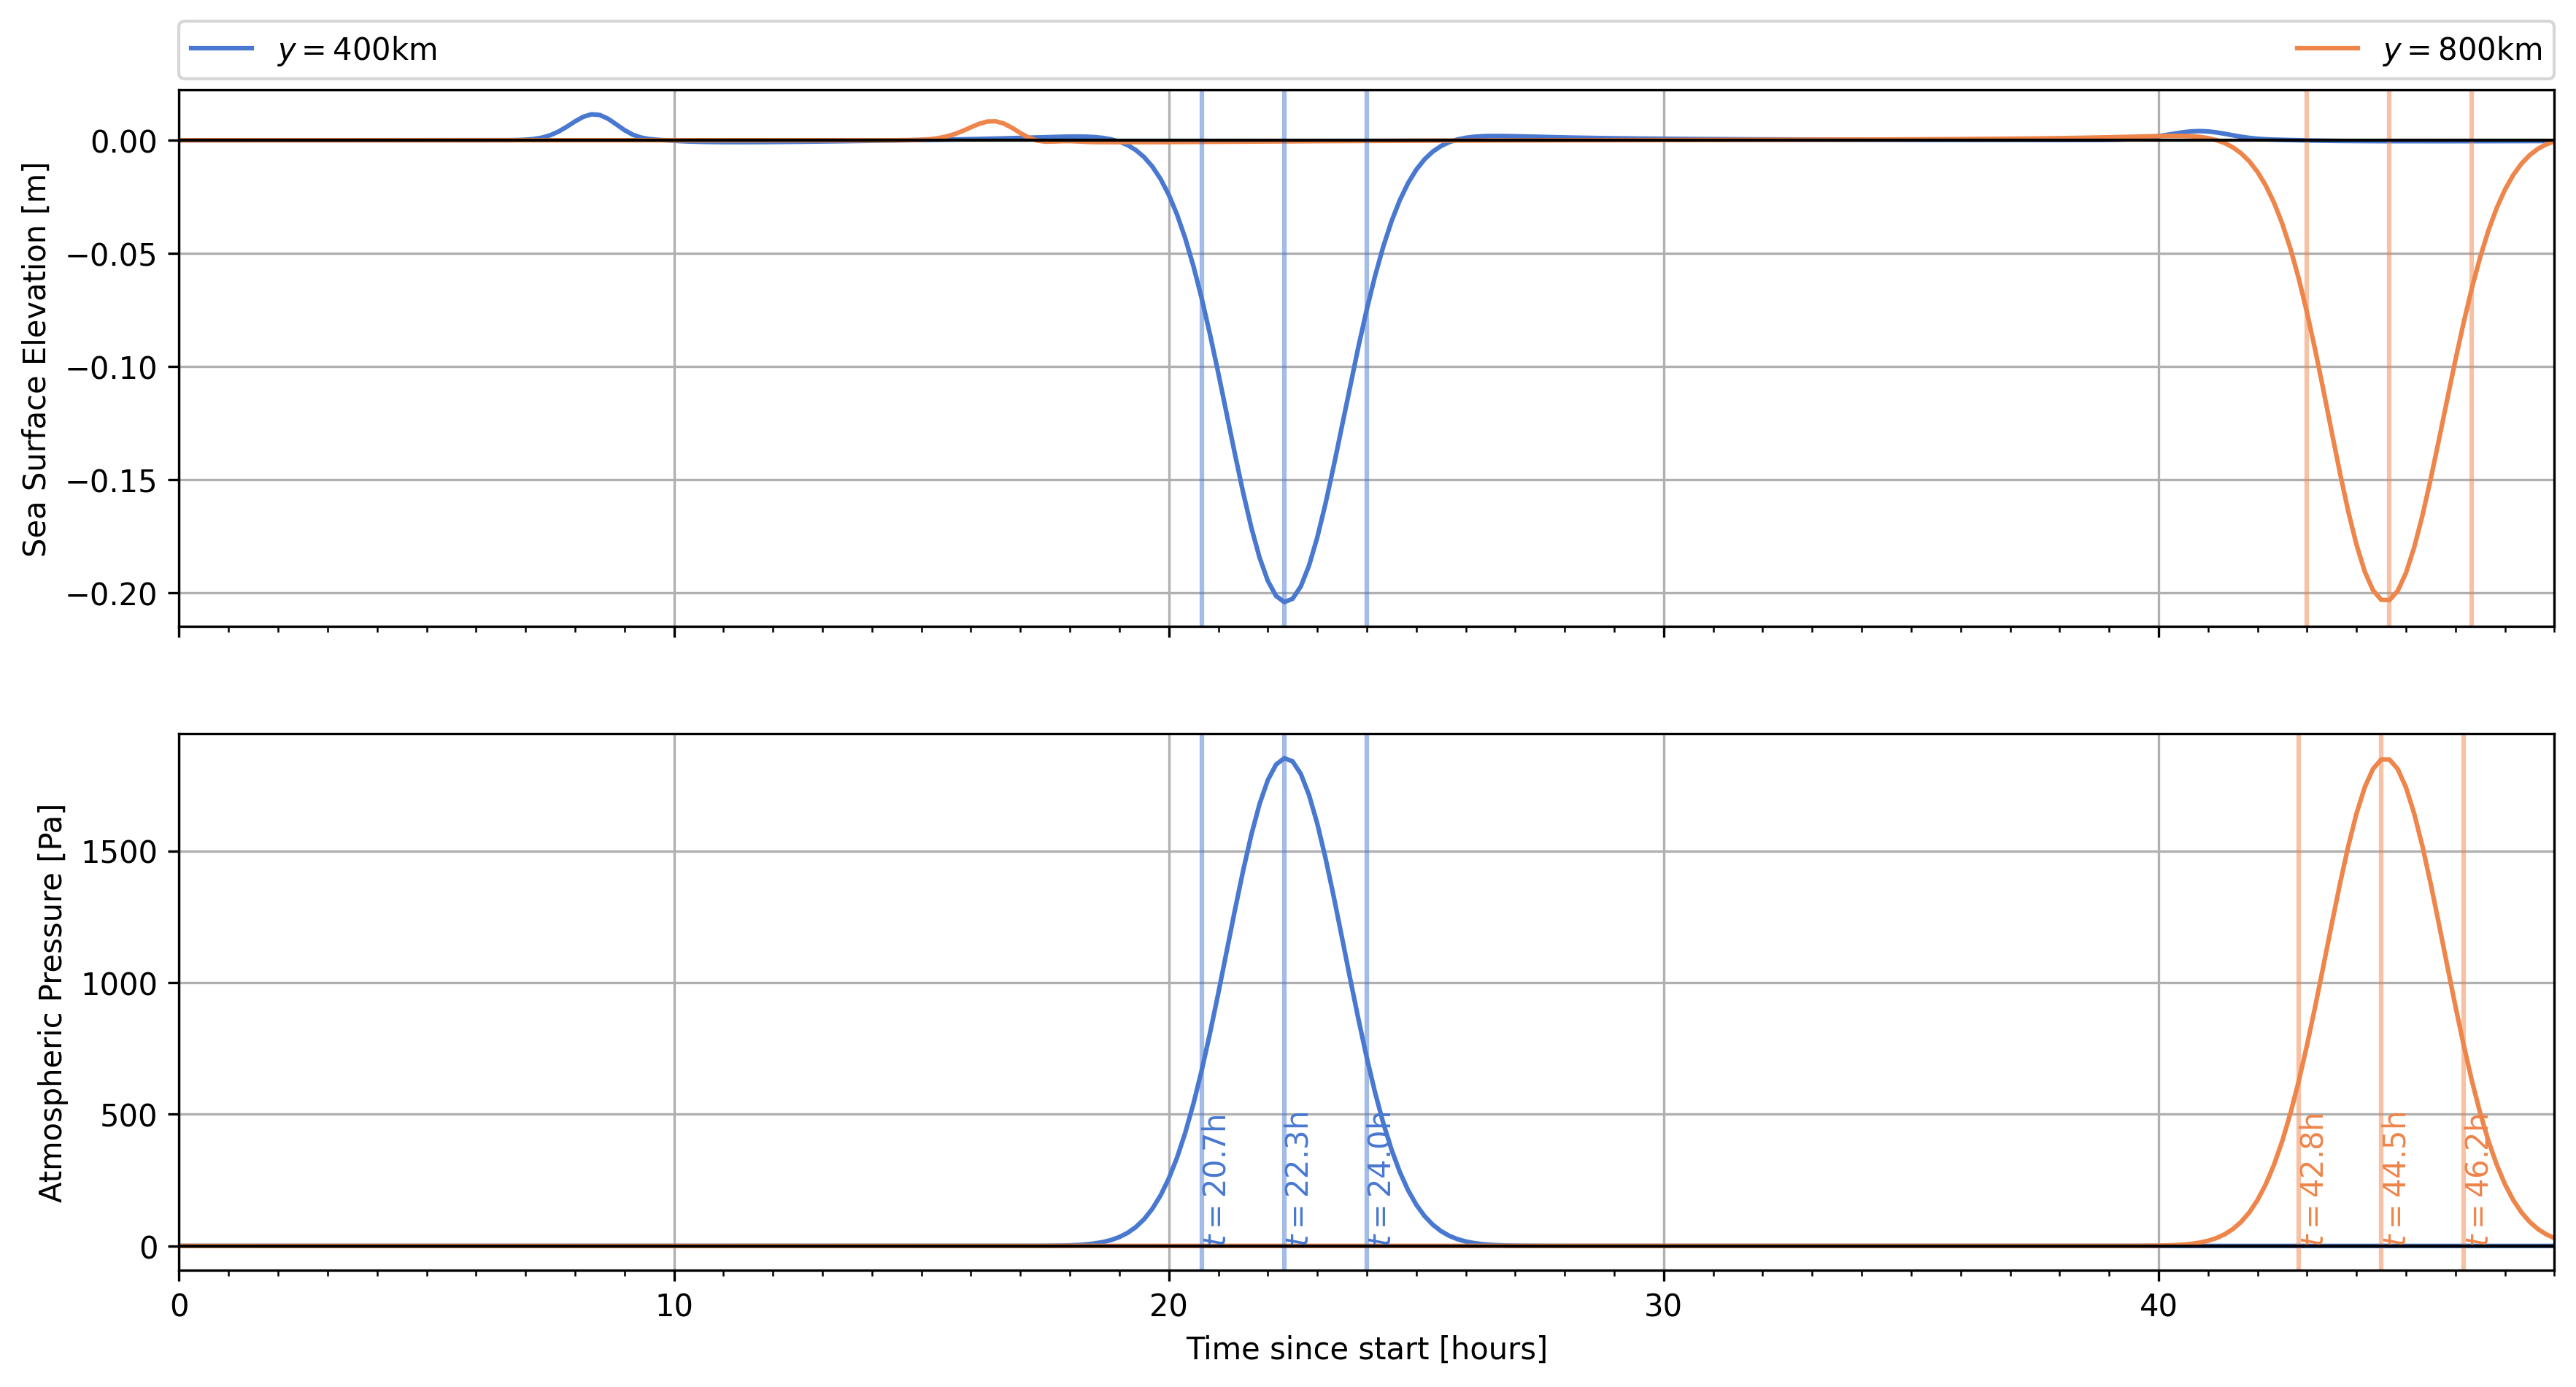 y = 400km
y = 800km
Sea Surface Elevation [m]
0.00
−0.05
−0.10
−0.15
−0.20
Atmospheric Pressure [Pa]
1500
1000
500
0
t = 20.7h
t = 22.3h
t = 24.0h
t = 42.8h
t = 44.5h
t = 46.2h
0 10 20 30 40
Time since start [hours]